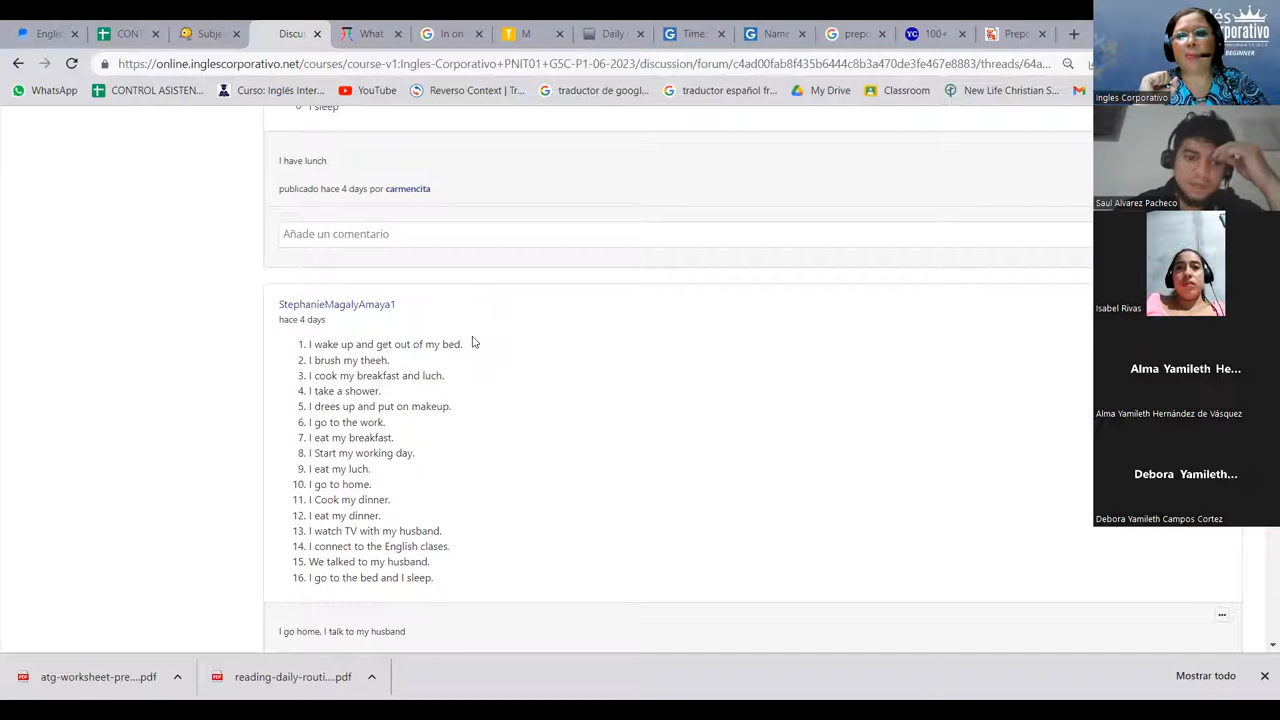 English
CONT
Subje
Discus
What
In on
M
Daily
Time:
Name
prepo
100+
Prepo
https://online.inglescorporativo.net/courses/course-v1:Ingles-Corporativo+PNI1+G5C-P1-06-2023/discussion/forum/c4ad00fab8f435b6444c8b3a470de3fe467e8883/threads/64a...
WhatsApp
CONTROL ASISTEN...
Curso: Inglés Inter...
YouTube
Reverso Context | Tr...
traductor de googl...
traductor español fr...
My Drive
Classroom
New Life Christian S...
I sleep
I have lunch
publicado hace 4 days por carmencita
Añade un comentario
StephanieMagalyAmaya1
hace 4 days
1. I wake up and get out of my bed.
2. I brush my theeh.
3. I cook my breakfast and luch.
4. I take a shower.
5. I drees up and put on makeup.
6. I go to the work.
7. I eat my breakfast.
8. I Start my working day.
9. I eat my luch.
10. I go to home.
11. I Cook my dinner.
12. I eat my dinner.
13. I watch TV with my husband.
14. I connect to the English clases.
15. We talked to my husband.
16. I go to the bed and I sleep.
I go home, I talk to my husband
atg-worksheet-pre....pdf
reading-daily-routi....pdf
Mostrar todo
BEGINNER
Ingles Corporativo
Saul Alvarez Pacheco
Isabel Rivas
Alma Yamileth He...
Alma Yamileth Hernández de Vásquez
Debora Yamileth...
Debora Yamileth Campos Cortez